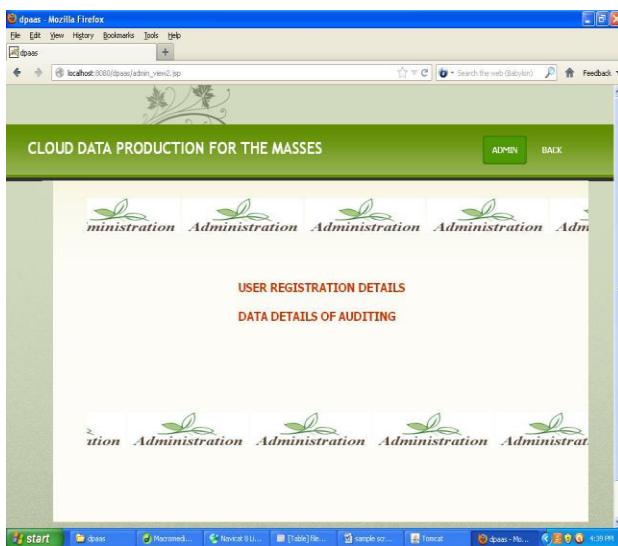 dpaas - Mozilla Firefox
File Edit View History Bookmarks Tools Help
dpaas +
localhost:8080/dpaas/admin_view2.jsp Search the web (Babylon) Feedback
CLOUD DATA PRODUCTION FOR THE MASSES ADMIN BACK
ministration Administration Administration Administration Adm
USER REGISTRATION DETAILS
DATA DETAILS OF AUDITING
ation Administration Administration Administration Administrat
start dpaas Macromedi... Navicat 8 Li... [Table] file... sample scr... Tomcat dpaas - Mo... 4:39 PM